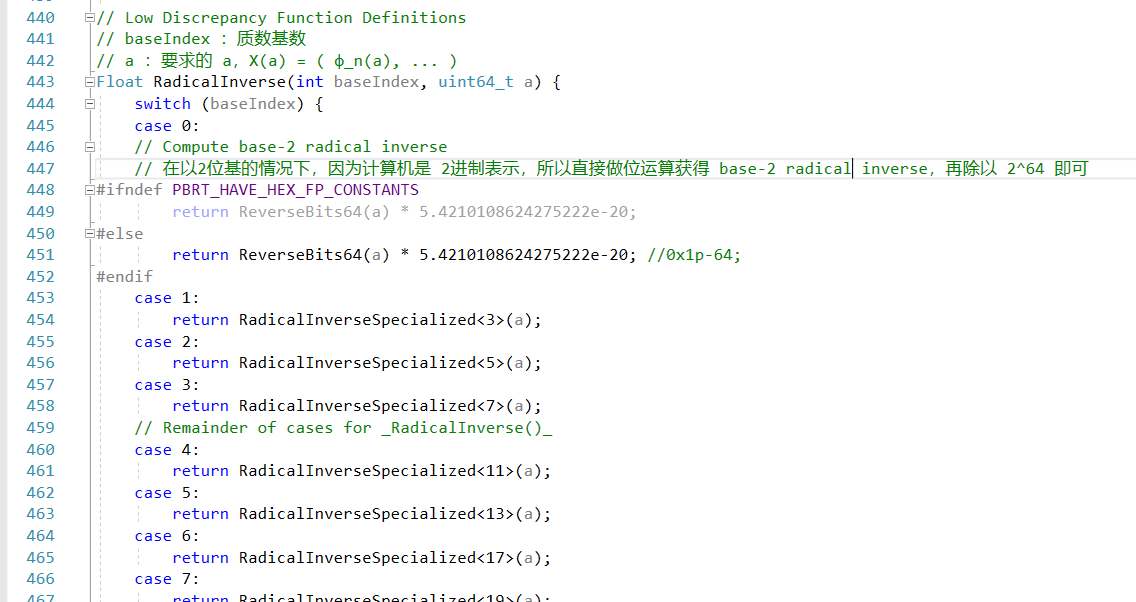 440 // Low Discrepancy Function Definitions
441 // baseIndex : 质数基数
442 // a : 要求的 a, X(a) = ( φ_n(a), ... )
443 Float RadicalInverse(int baseIndex, uint64_t a) {
444 switch (baseIndex) {
445 case 0:
446 // Compute base-2 radical inverse
447 // 在以2位基的情况下，因为计算机是 2进制表示，所以直接做位运算获得 base-2 radical inverse，再除以 2^64 即可
448 #ifndef PBRT_HAVE_HEX_FP_CONSTANTS
449 return ReverseBits64(a) * 5.4210108624275222e-20;
450 #else
451 return ReverseBits64(a) * 5.4210108624275222e-20; //0x1p-64;
452 #endif
453 case 1:
454 return RadicalInverseSpecialized<3>(a);
455 case 2:
456 return RadicalInverseSpecialized<5>(a);
457 case 3:
458 return RadicalInverseSpecialized<7>(a);
459 // Remainder of cases for _RadicalInverse()_
460 case 4:
461 return RadicalInverseSpecialized<11>(a);
462 case 5:
463 return RadicalInverseSpecialized<13>(a);
464 case 6:
465 return RadicalInverseSpecialized<17>(a);
466 case 7:
467 return RadicalInverseSpecialized<19>(a);